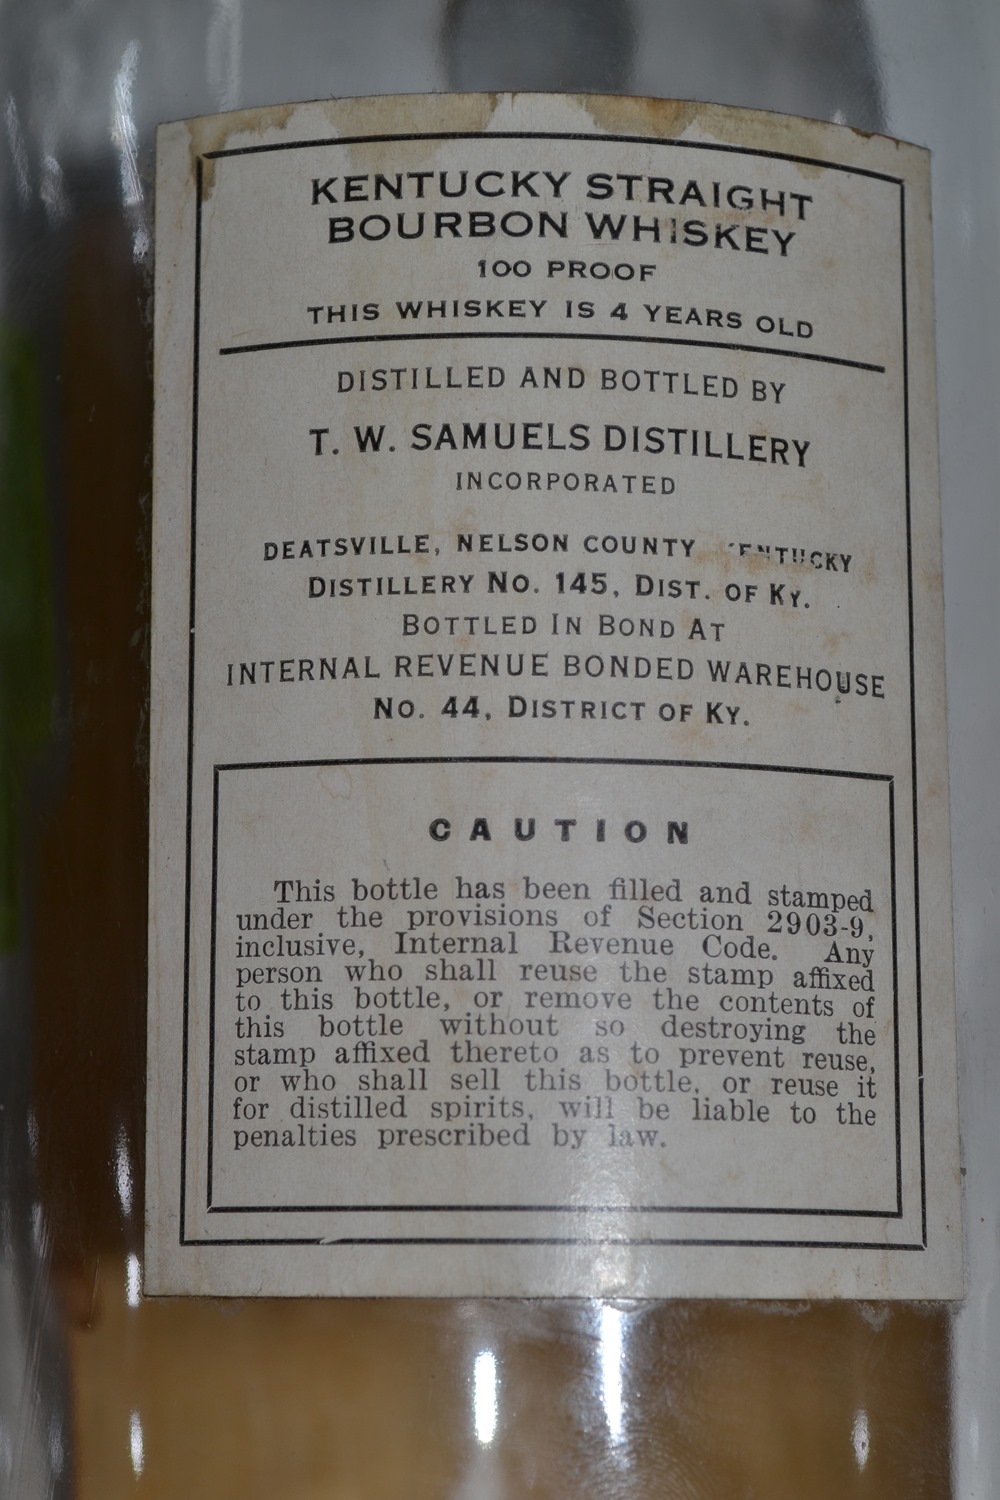 KENTUCKY STRAIGHT
BOURBON WHISKEY
100 PROOF
THIS WHISKEY IS 4 YEARS OLD
DISTILLED AND BOTTLED BY
T. W. SAMUELS DISTILLERY
INCORPORATED
DEATSVILLE, NELSON COUNTY KENTUCKY
DISTILLERY NO. 145, DIST. OF KY.
BOTTLED IN BOND AT
INTERNAL REVENUE BONDED WAREHOUSE
NO. 44, DISTRICT OF KY.
CAUTION
This bottle has been filled and stamped
under the provisions of Section 2903-9,
inclusive, Internal Revenue Code. Any
person who shall reuse the stamp affixed
to this bottle, or remove the contents of
this bottle without so destroying the
stamp affixed thereto as to prevent reuse,
or who shall sell this bottle, or reuse it
for distilled spirits, will be liable to the
penalties prescribed by law.